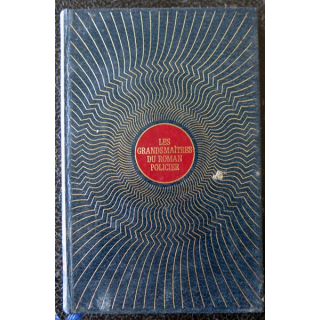 LES
GRANDS MAÎTRES
DU ROMAN
POLICIER